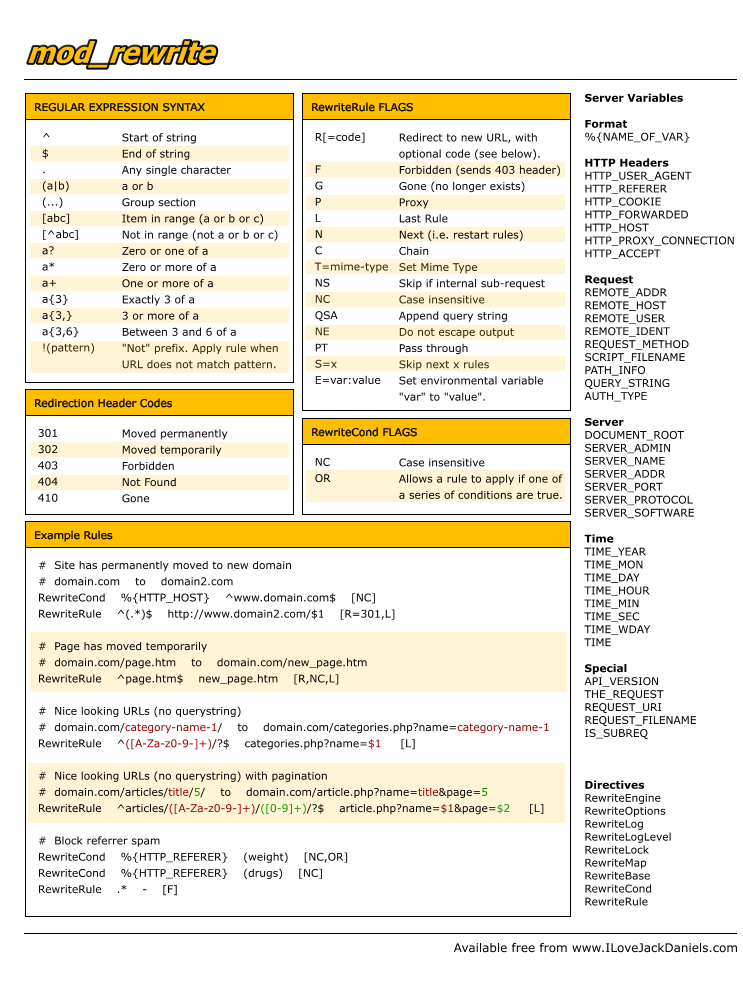 mod_rewrite
REGULAR EXPRESSION SYNTAX
^ Start of string
$ End of string
. Any single character
(a|b) a or b
(...) Group section
[abc] Item in range (a or b or c)
[^abc] Not in range (not a or b or c)
a? Zero or one of a
a* Zero or more of a
a+ One or more of a
a{3} Exactly 3 of a
a{3,} 3 or more of a
a{3,6} Between 3 and 6 of a
!(pattern) "Not" prefix. Apply rule when
URL does not match pattern.
Redirection Header Codes
301 Moved permanently
302 Moved temporarily
403 Forbidden
404 Not Found
410 Gone
RewriteRule FLAGS
R[=code] Redirect to new URL, with
optional code (see below).
F Forbidden (sends 403 header)
G Gone (no longer exists)
P Proxy
L Last Rule
N Next (i.e. restart rules)
C Chain
T=mime-type Set Mime Type
NS Skip if internal sub-request
NC Case insensitive
QSA Append query string
NE Do not escape output
PT Pass through
S=x Skip next x rules
E=var:value Set environmental variable
"var" to "value".
RewriteCond FLAGS
NC Case insensitive
OR Allows a rule to apply if one of
a series of conditions are true.
Example Rules
# Site has permanently moved to new domain
# domain.com to domain2.com
RewriteCond %{HTTP_HOST} ^www.domain.com$ [NC]
RewriteRule ^(.*)$ http://www.domain2.com/$1 [R=301,L]
# Page has moved temporarily
# domain.com/page.htm to domain.com/new_page.htm
RewriteRule ^page.htm$ new_page.htm [R,NC,L]
# Nice looking URLs (no querystring)
# domain.com/category-name-1/ to domain.com/categories.php?name=category-name-1
RewriteRule ^([A-Za-z0-9-]+)/?$ categories.php?name=$1 [L]
# Nice looking URLs (no querystring) with pagination
# domain.com/articles/title/5/ to domain.com/article.php?name=title&page=5
RewriteRule ^articles/([A-Za-z0-9-]+)/([0-9]+)/?$ article.php?name=$1&page=$2 [L]
# Block referrer spam
RewriteCond %{HTTP_REFERER} (weight) [NC,OR]
RewriteCond %{HTTP_REFERER} (drugs) [NC]
RewriteRule .* - [F]
Server Variables
Format
%{NAME_OF_VAR}
HTTP Headers
HTTP_USER_AGENT
HTTP_REFERER
HTTP_COOKIE
HTTP_FORWARDED
HTTP_HOST
HTTP_PROXY_CONNECTION
HTTP_ACCEPT
Request
REMOTE_ADDR
REMOTE_HOST
REMOTE_USER
REMOTE_IDENT
REQUEST_METHOD
SCRIPT_FILENAME
PATH_INFO
QUERY_STRING
AUTH_TYPE
Server
DOCUMENT_ROOT
SERVER_ADMIN
SERVER_NAME
SERVER_ADDR
SERVER_PORT
SERVER_PROTOCOL
SERVER_SOFTWARE
Time
TIME_YEAR
TIME_MON
TIME_DAY
TIME_HOUR
TIME_MIN
TIME_SEC
TIME_WDAY
TIME
Special
API_VERSION
THE_REQUEST
REQUEST_URI
REQUEST_FILENAME
IS_SUBREQ
Directives
RewriteEngine
RewriteOptions
RewriteLog
RewriteLogLevel
RewriteLock
RewriteMap
RewriteBase
RewriteCond
RewriteRule
Available free from www.ILoveJackDaniels.com